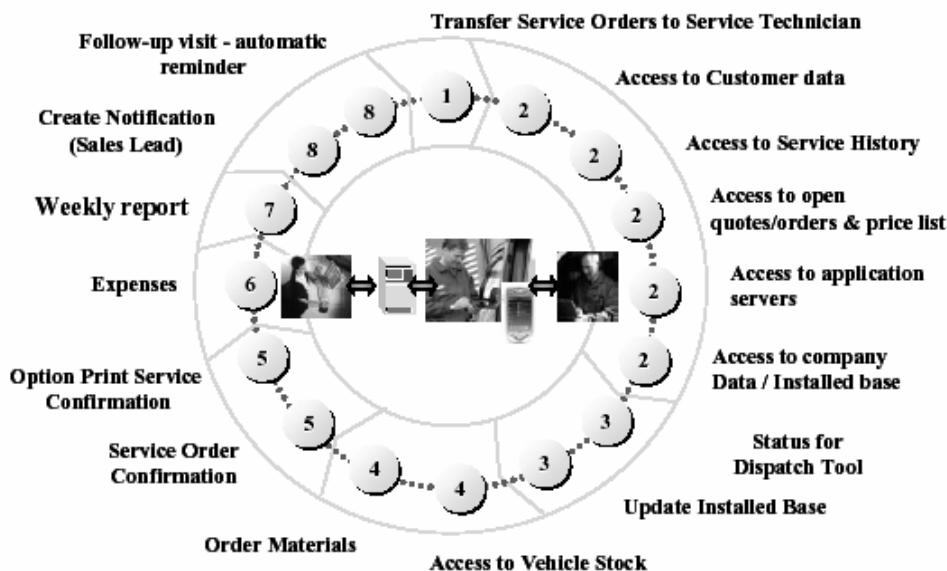 Transfer Service Orders to Service Technician
Follow-up visit - automatic
reminder
Access to Customer data
Create Notification
(Sales Lead)
Access to Service History
Weekly report
Access to open
quotes/orders & price list
Expenses
Access to application
servers
Option Print Service
Confirmation
Access to company
Data / Installed base
Service Order
Confirmation
Status for
Dispatch Tool
Update Installed Base
Order Materials
Access to Vehicle Stock
1
2
2
2
2
2
3
3
4
4
5
5
6
7
8
8